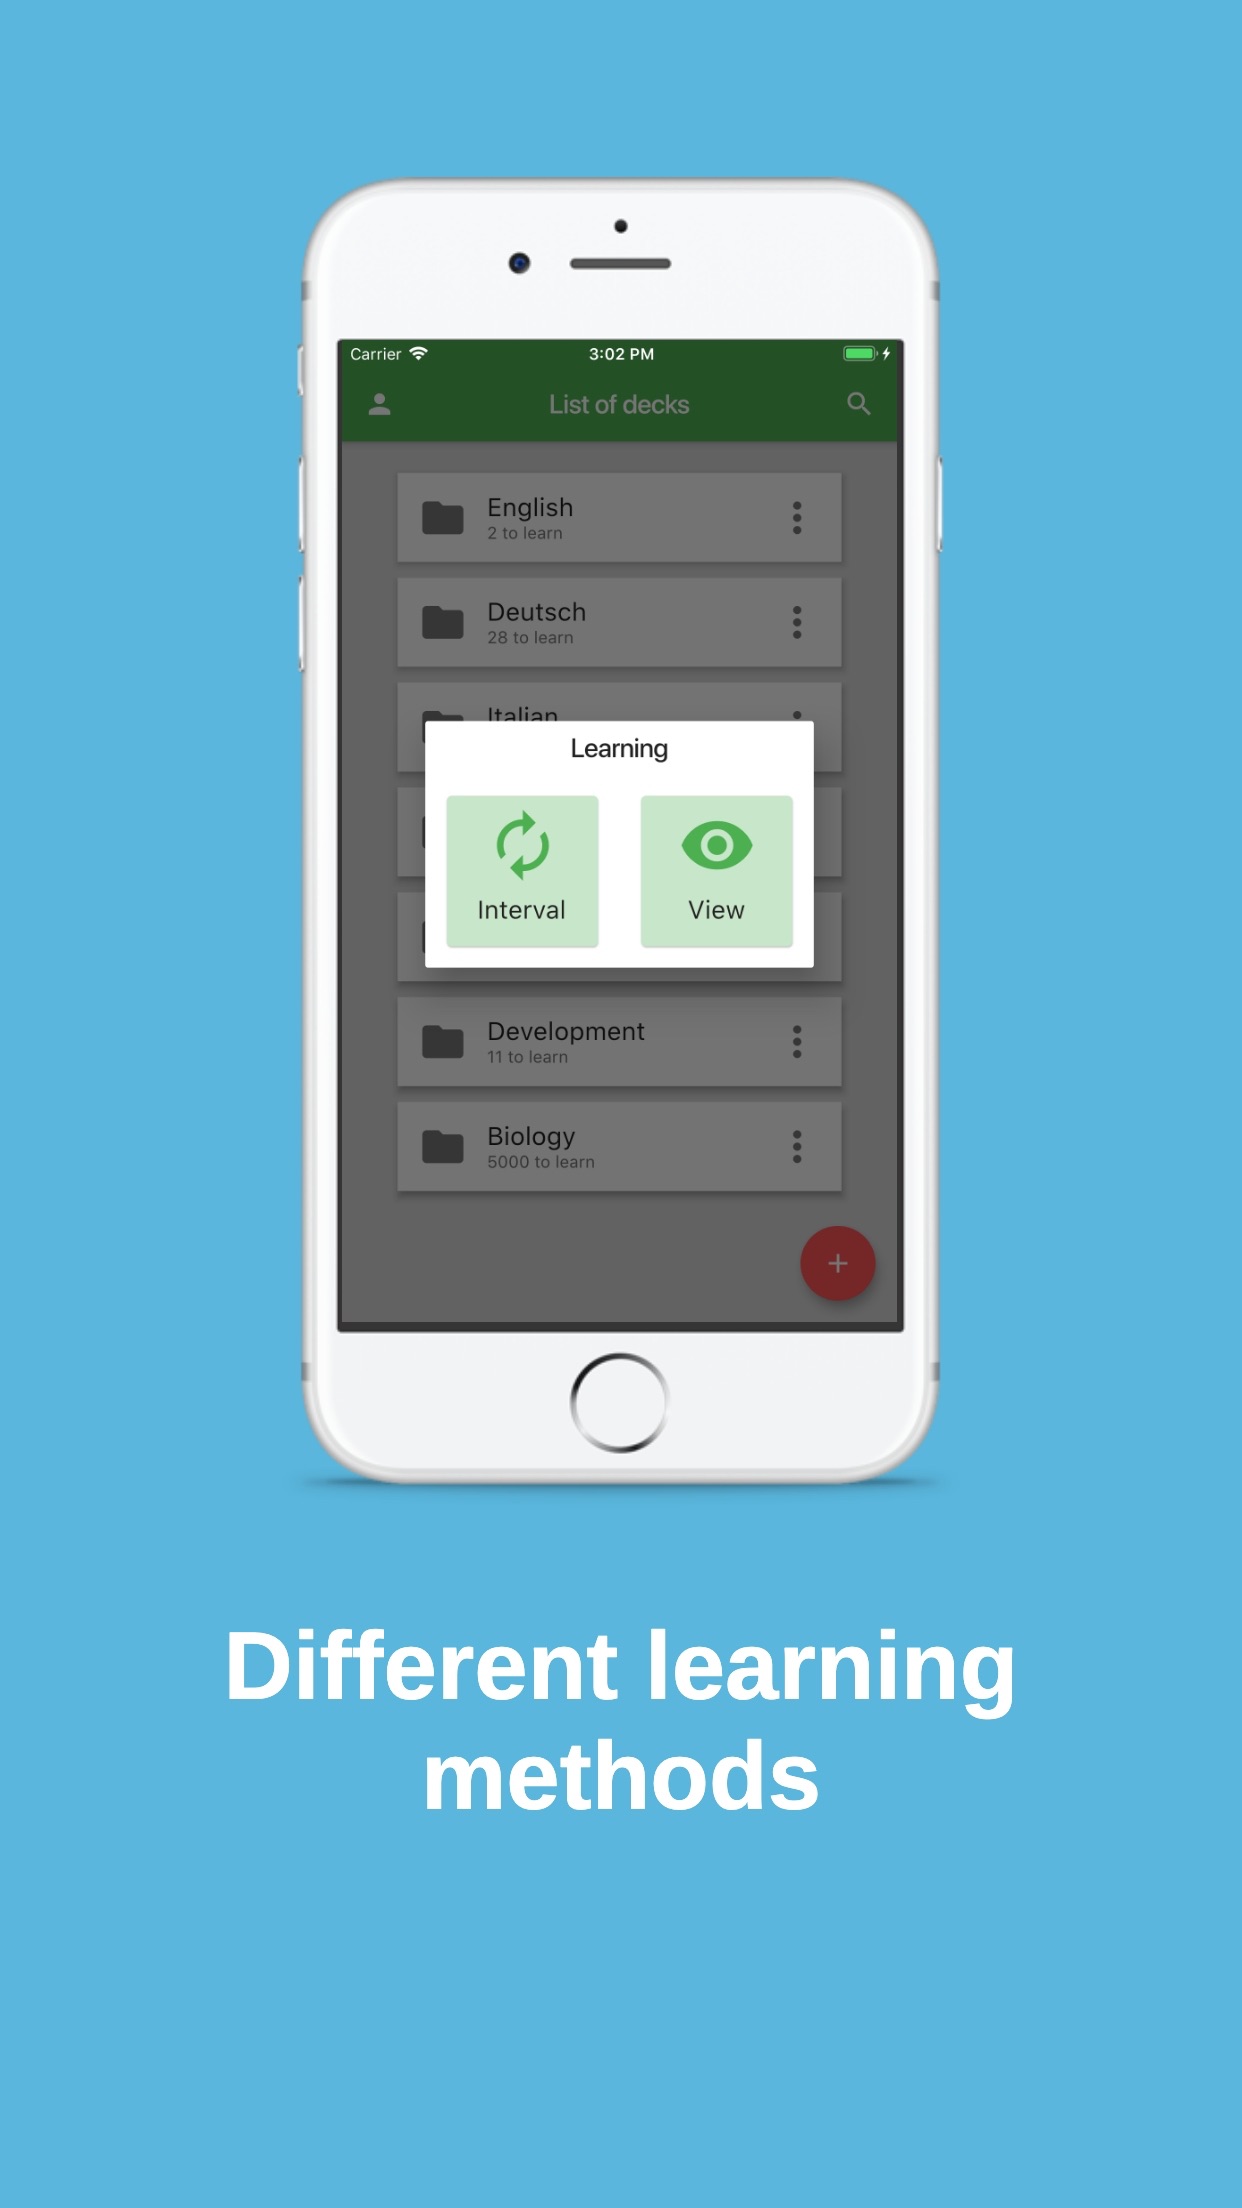 Carrier 3:02 PM
List of decks
English
2 to learn
Deutsch
28 to learn
Italian
Learning
Interval View
Development
11 to learn
Biology
5000 to learn
+
Different learning
methods